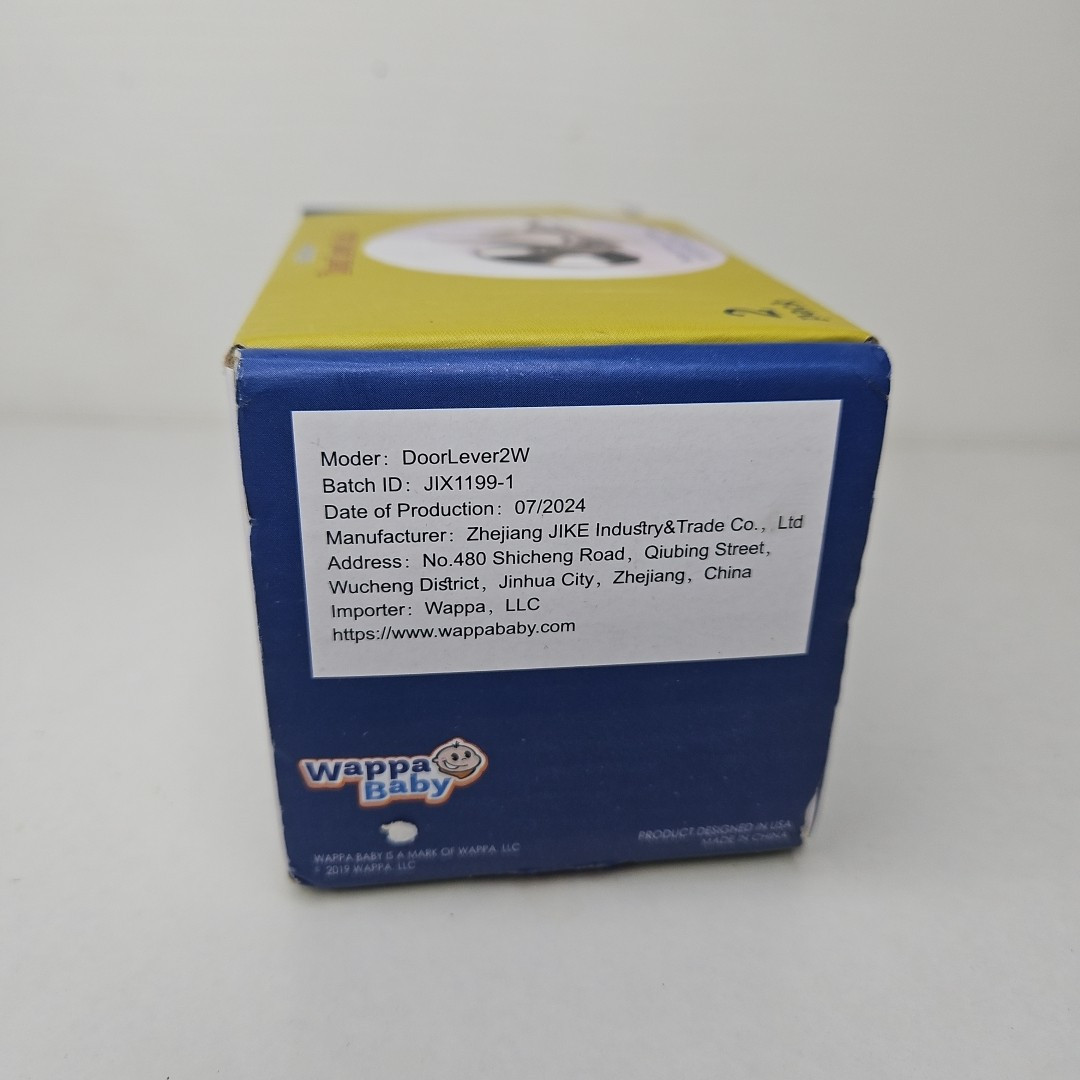 2
Moder: DoorLever2W
Batch ID: JIX1199-1
Date of Production: 07/2024
Manufacturer: Zhejiang JIKE Industry&Trade Co., Ltd
Address: No.480 Shicheng Road, Qiubing Street,
Wucheng District, Jinhua City, Zhejiang, China
Importer: Wappa, LLC
https://www.wappababy.com
Wappa
Baby
WAPPA BABY IS A MARK OF WAPPA, LLC
© 2019 WAPPA, LLC
PRODUCT DESIGNED IN USA
MADE IN CHINA